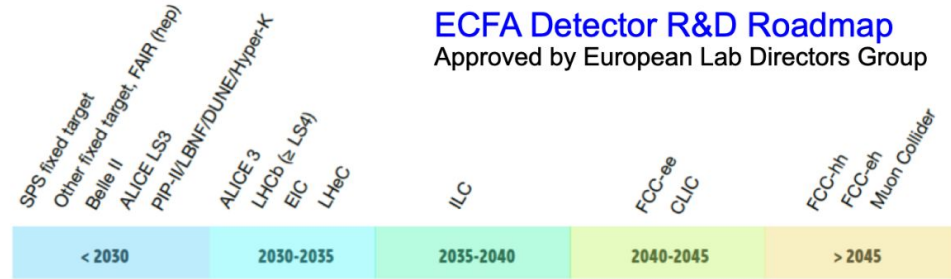 ECFA Detector R&D Roadmap
Approved by European Lab Directors Group
SPS fixed target
Other fixed target, FAIR (hep)
Belle II
ALICE LS3
PIP-II/LBNF/DUNE/Hyper-K
ALICE 3
LHCb (≥ LS4)
EIC
LHeC
ILC
FCC-ee
CLIC
FCC-hh
FCC-eh
Muon Collider
< 2030
2030-2035
2035-2040
2040-2045
> 2045